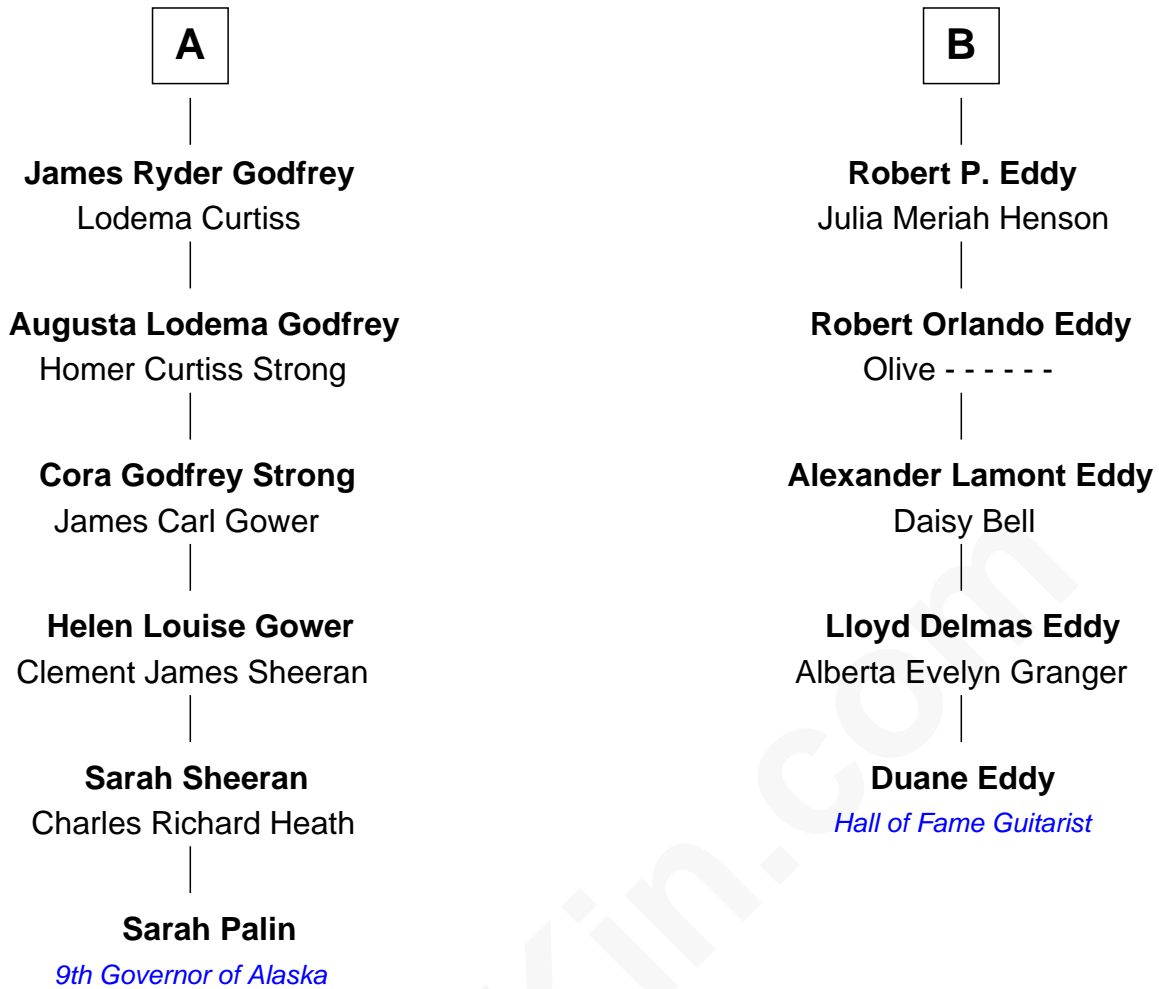 A
James Ryder Godfrey
Lodema Curtiss
Augusta Lodema Godfrey
Homer Curtiss Strong
Cora Godfrey Strong
James Carl Gower
Helen Louise Gower
Clement James Sheeran
Sarah Sheeran
Charles Richard Heath
Sarah Palin
9th Governor of Alaska
B
Robert P. Eddy
Julia Meriah Henson
Robert Orlando Eddy
Olive - - - - - -
Alexander Lamont Eddy
Daisy Bell
Lloyd Delmas Eddy
Alberta Evelyn Granger
Duane Eddy
Hall of Fame Guitarist